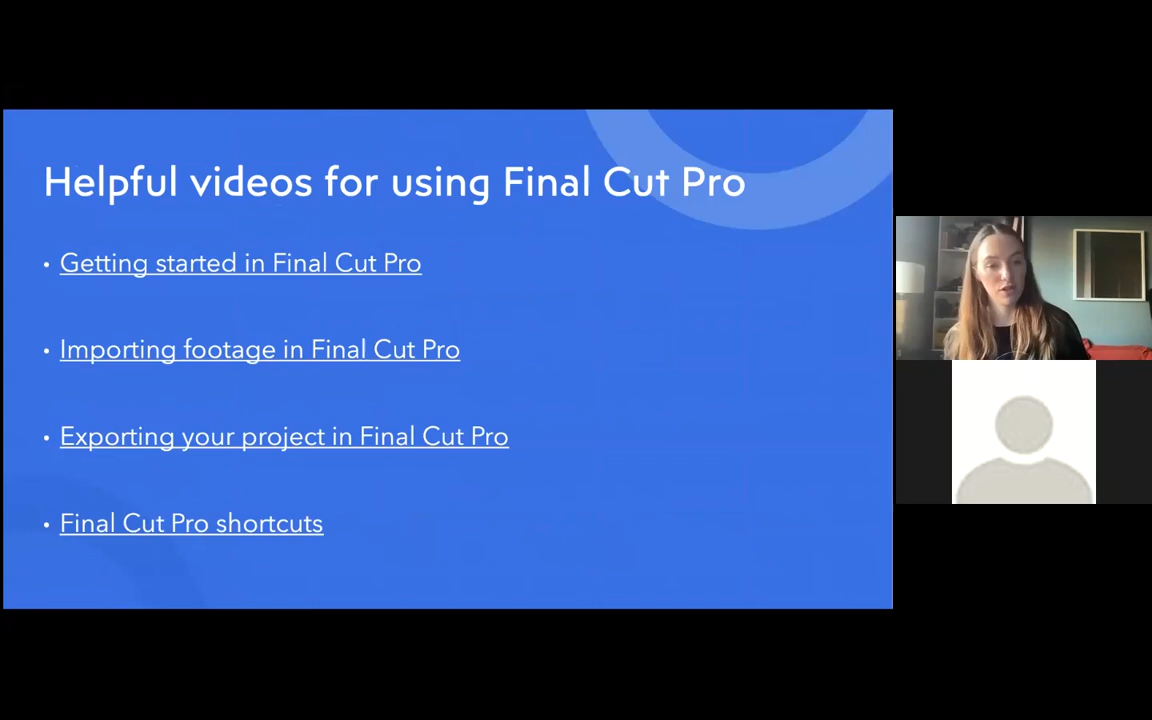 Helpful videos for using Final Cut Pro
• Getting started in Final Cut Pro
• Importing footage in Final Cut Pro
• Exporting your project in Final Cut Pro
• Final Cut Pro shortcuts